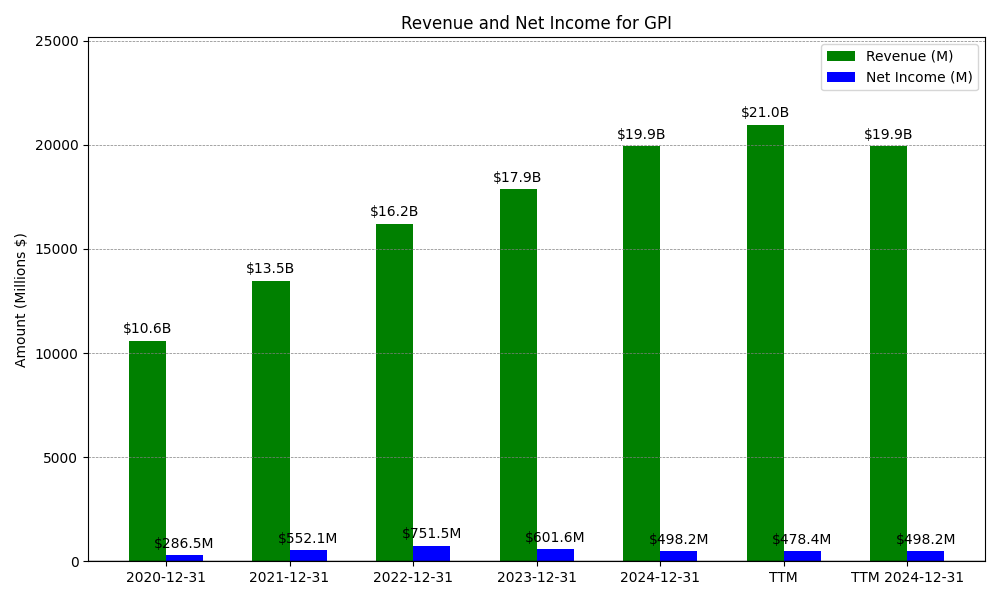 Revenue and Net Income for GPI
25000
20000
15000
10000
5000
0
Amount (Millions $)
Revenue (M)
Net Income (M)
$10.6B
$13.5B
$16.2B
$17.9B
$19.9B
$21.0B
$19.9B
$286.5M
$552.1M
$751.5M
$601.6M
$498.2M
$478.4M
$498.2M
2020-12-31
2021-12-31
2022-12-31
2023-12-31
2024-12-31
TTM
TTM 2024-12-31